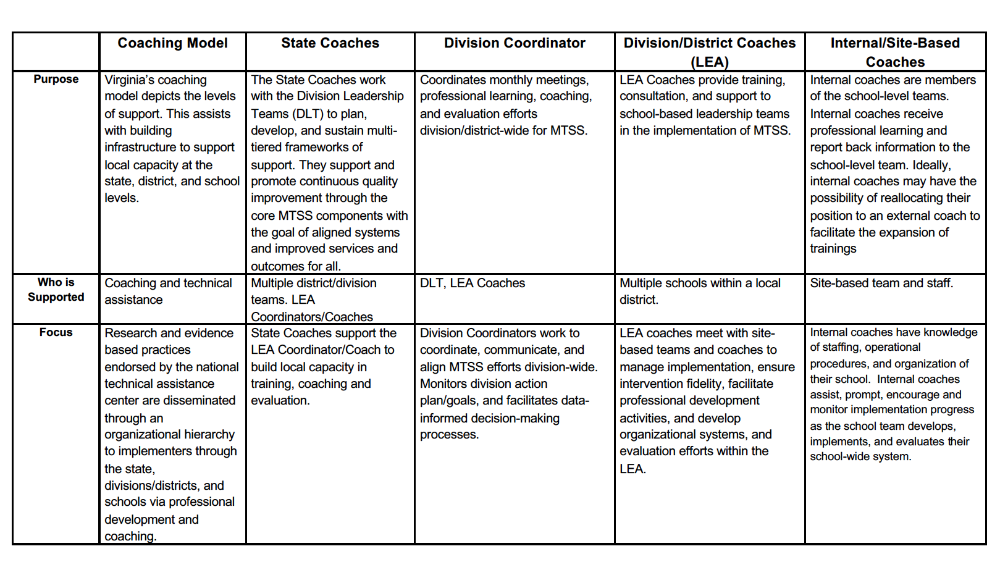 Coaching Model
State Coaches
Division Coordinator
Division/District Coaches
(LEA)
Internal/Site-Based
Coaches
Purpose
Virginia’s coaching
model depicts the levels
of support. This assists
with building
infrastructure to support
local capacity at the
state, district, and school
levels.
The State Coaches work
with the Division Leadership
Teams (DLT) to plan,
develop, and sustain multi-
tiered frameworks of
support. They support and
promote continuous quality
improvement through the
core MTSS components with
the goal of aligned systems
and improved services and
outcomes for all.
Coordinates monthly meetings,
professional learning, coaching,
and evaluation efforts
division/district-wide for MTSS.
LEA Coaches provide training,
consultation, and support to
school-based leadership teams
in the implementation of MTSS.
Internal coaches are members
of the school-level teams.
Internal coaches receive
professional learning and
report back information to the
school-level team. Ideally,
internal coaches may have the
possibility of reallocating their
position to an external coach to
facilitate the expansion of
trainings
Who is
Supported
Coaching and technical
assistance
Multiple district/division
teams. LEA
Coordinators/Coaches
DLT, LEA Coaches
Multiple schools within a local
district.
Site-based team and staff.
Focus
Research and evidence
based practices
endorsed by the national
technical assistance
center are disseminated
through an
organizational hierarchy
to implementers through
the state,
divisions/districts, and
schools via professional
development and
coaching.
State Coaches support the
LEA Coordinator/Coach to
build local capacity in
training, coaching and
evaluation.
Division Coordinators work to
coordinate, communicate, and
align MTSS efforts division-wide.
Monitors division action
plan/goals, and facilitates data-
informed decision-making
processes.
LEA coaches meet with site-
based teams and coaches to
manage implementation, ensure
intervention fidelity, facilitate
professional development
activities, and develop
organizational systems, and
evaluation efforts within the
LEA.
Internal coaches have knowledge
of staffing, operational
procedures, and organization of
their school.  Internal coaches
assist, prompt, encourage and
monitor implementation progress
as the school team develops,
implements, and evaluates their
school-wide system.